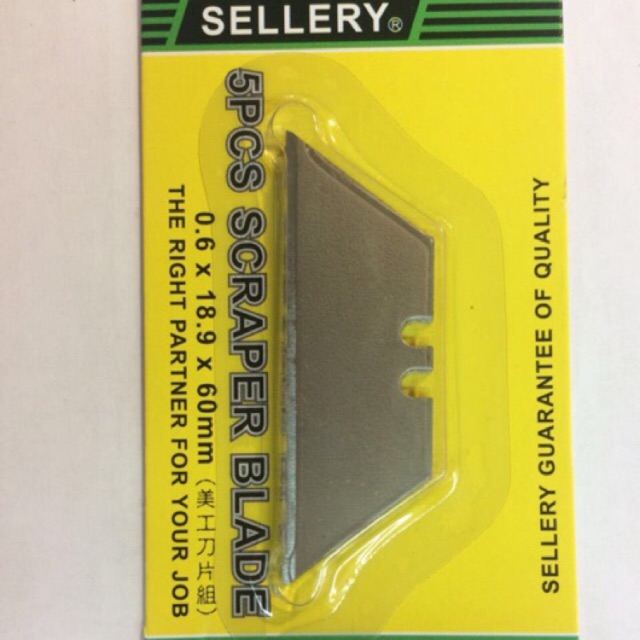 SELLERY®
5PCS SCRAPER BLADE
0.6 x 18.9 x 60mm (美工刀片組)
THE RIGHT PARTNER FOR YOUR JOB
SELLERY GUARANTEE OF QUALITY